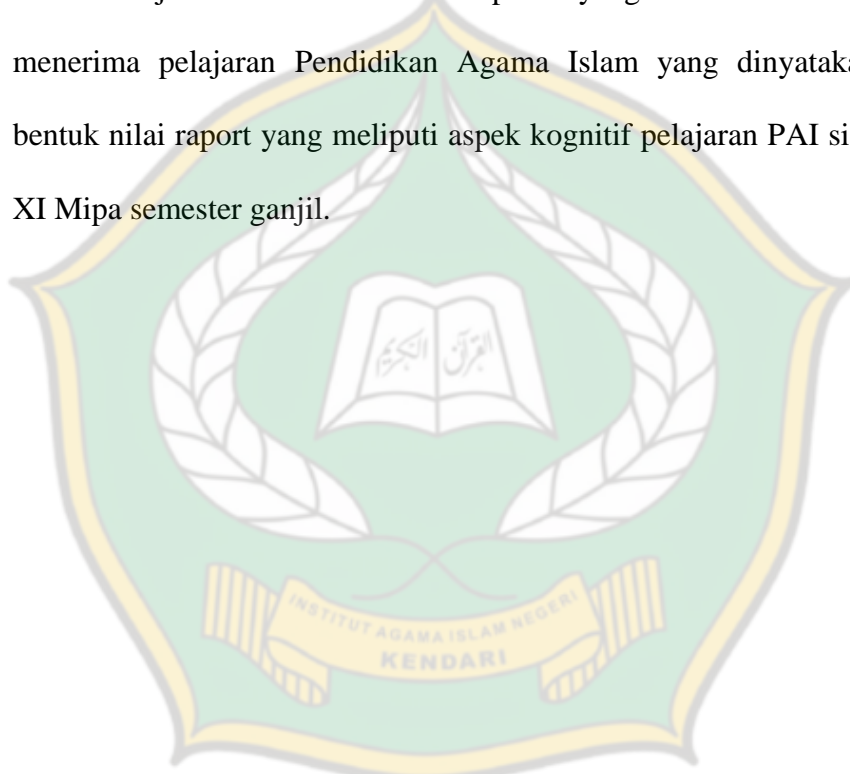 yang
menerima pelajaran Pendidikan Agama Islam yang dinyataka
bentuk nilai raport yang meliputi aspek kognitif pelajaran PAI si
XI Mipa semester ganjil.
القرآن الكريم
INSTITUT AGAMA ISLAM NEGERI
KENDARI